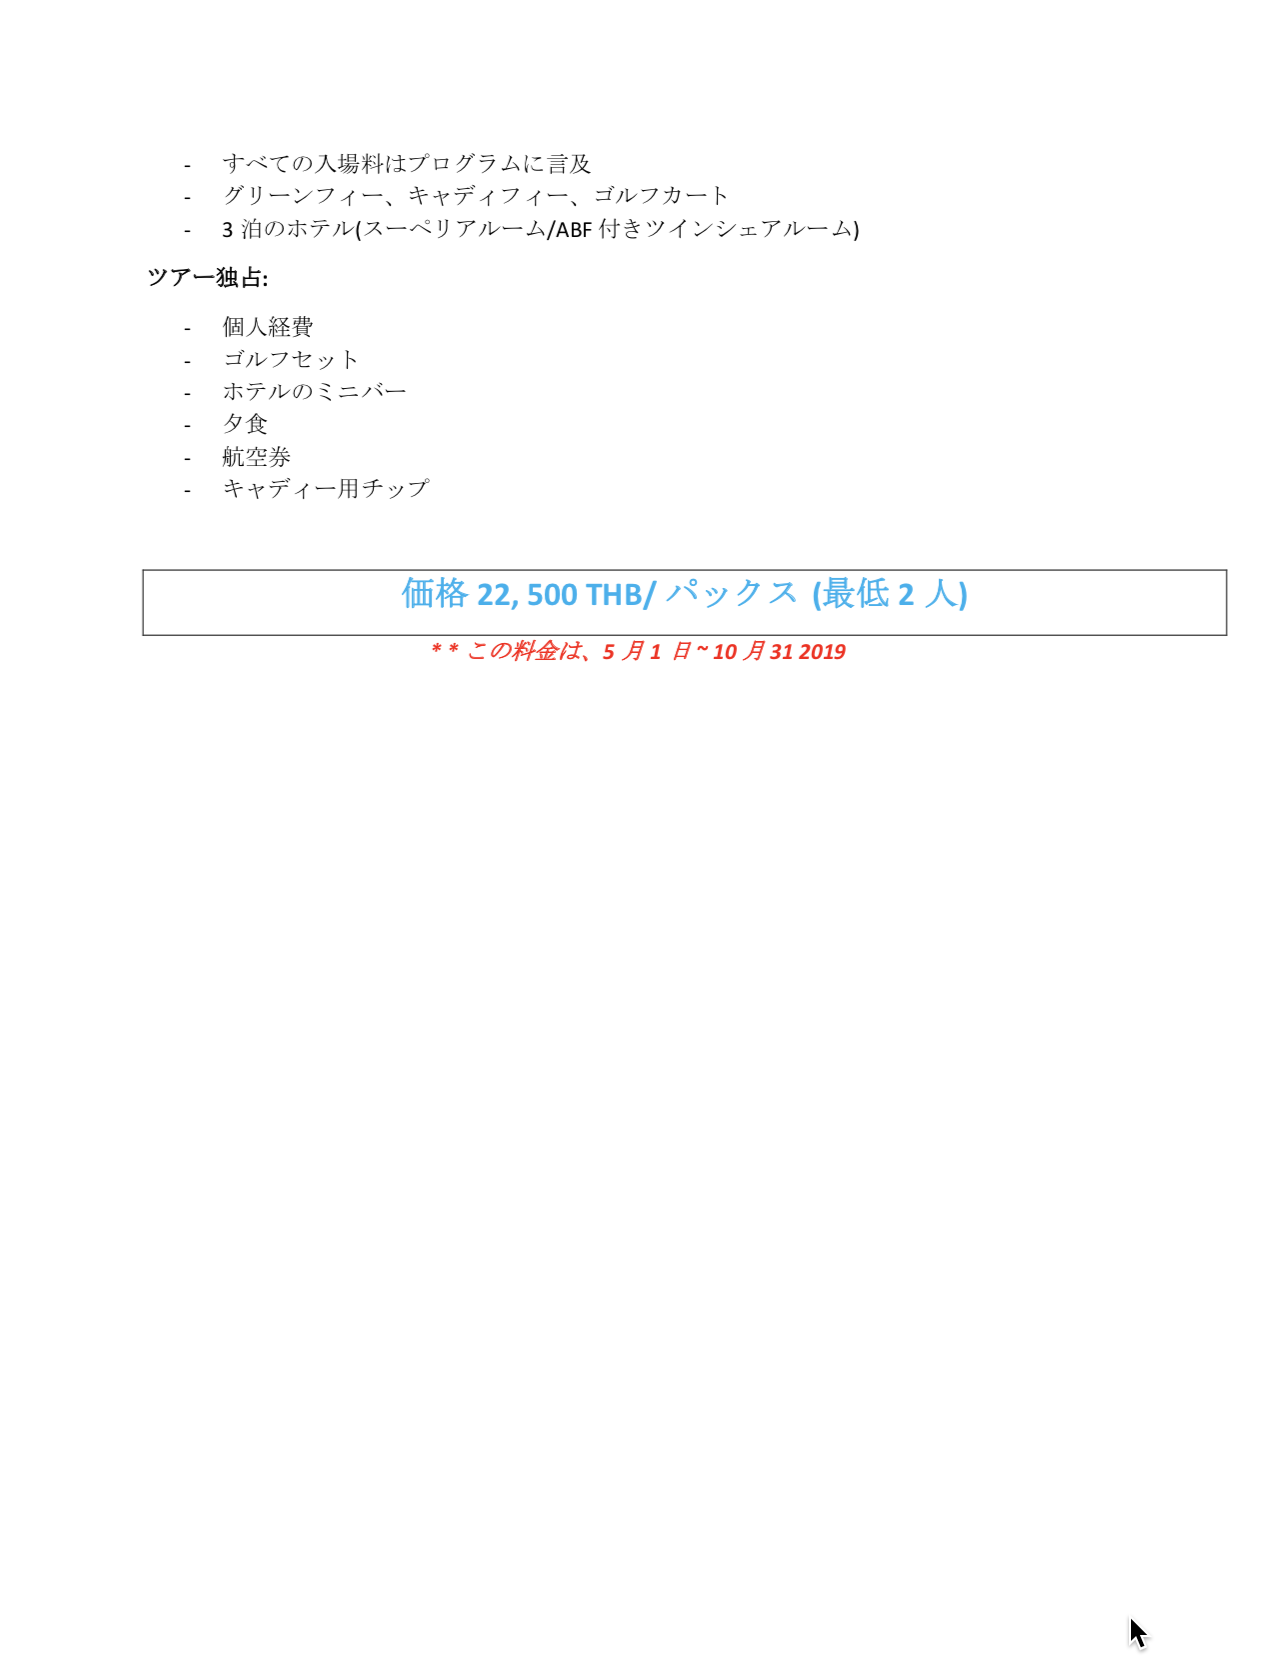 - すべての入場料はプログラムに言及
- グリーンフィー、キャディフィー、ゴルフカート
- 3 泊のホテル(スーペリアルーム/ABF 付きツインシェアルーム)
ツアー独占:
- 個人経費
- ゴルフセット
- ホテルのミニバー
- 夕食
- 航空券
- キャディー用チップ
価格 22, 500 THB/ パックス (最低 2 人)
* * この料金は、5 月 1 日 ~ 10 月 31 2019